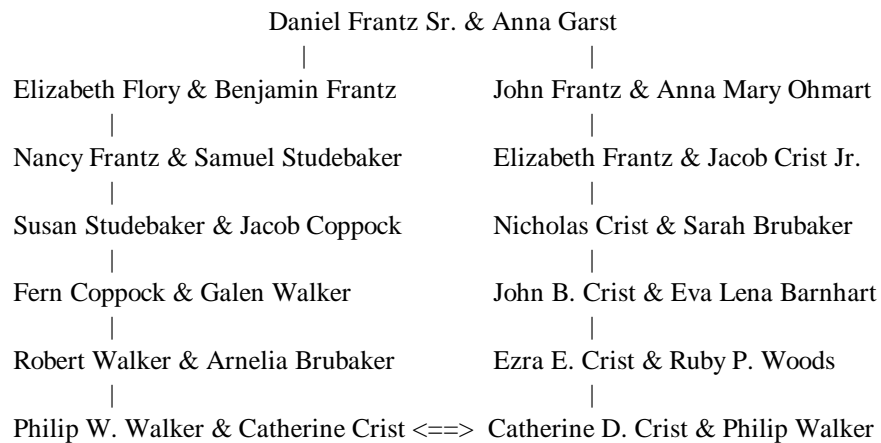 Daniel Frantz Sr. & Anna Garst
| |
Elizabeth Flory & Benjamin Frantz John Frantz & Anna Mary Ohmart
| |
Nancy Frantz & Samuel Studebaker Elizabeth Frantz & Jacob Crist Jr.
| |
Susan Studebaker & Jacob Coppock Nicholas Crist & Sarah Brubaker
| |
Fern Coppock & Galen Walker John B. Crist & Eva Lena Barnhart
| |
Robert Walker & Arnelia Brubaker Ezra E. Crist & Ruby P. Woods
| |
Philip W. Walker & Catherine Crist <==> Catherine D. Crist & Philip Walker